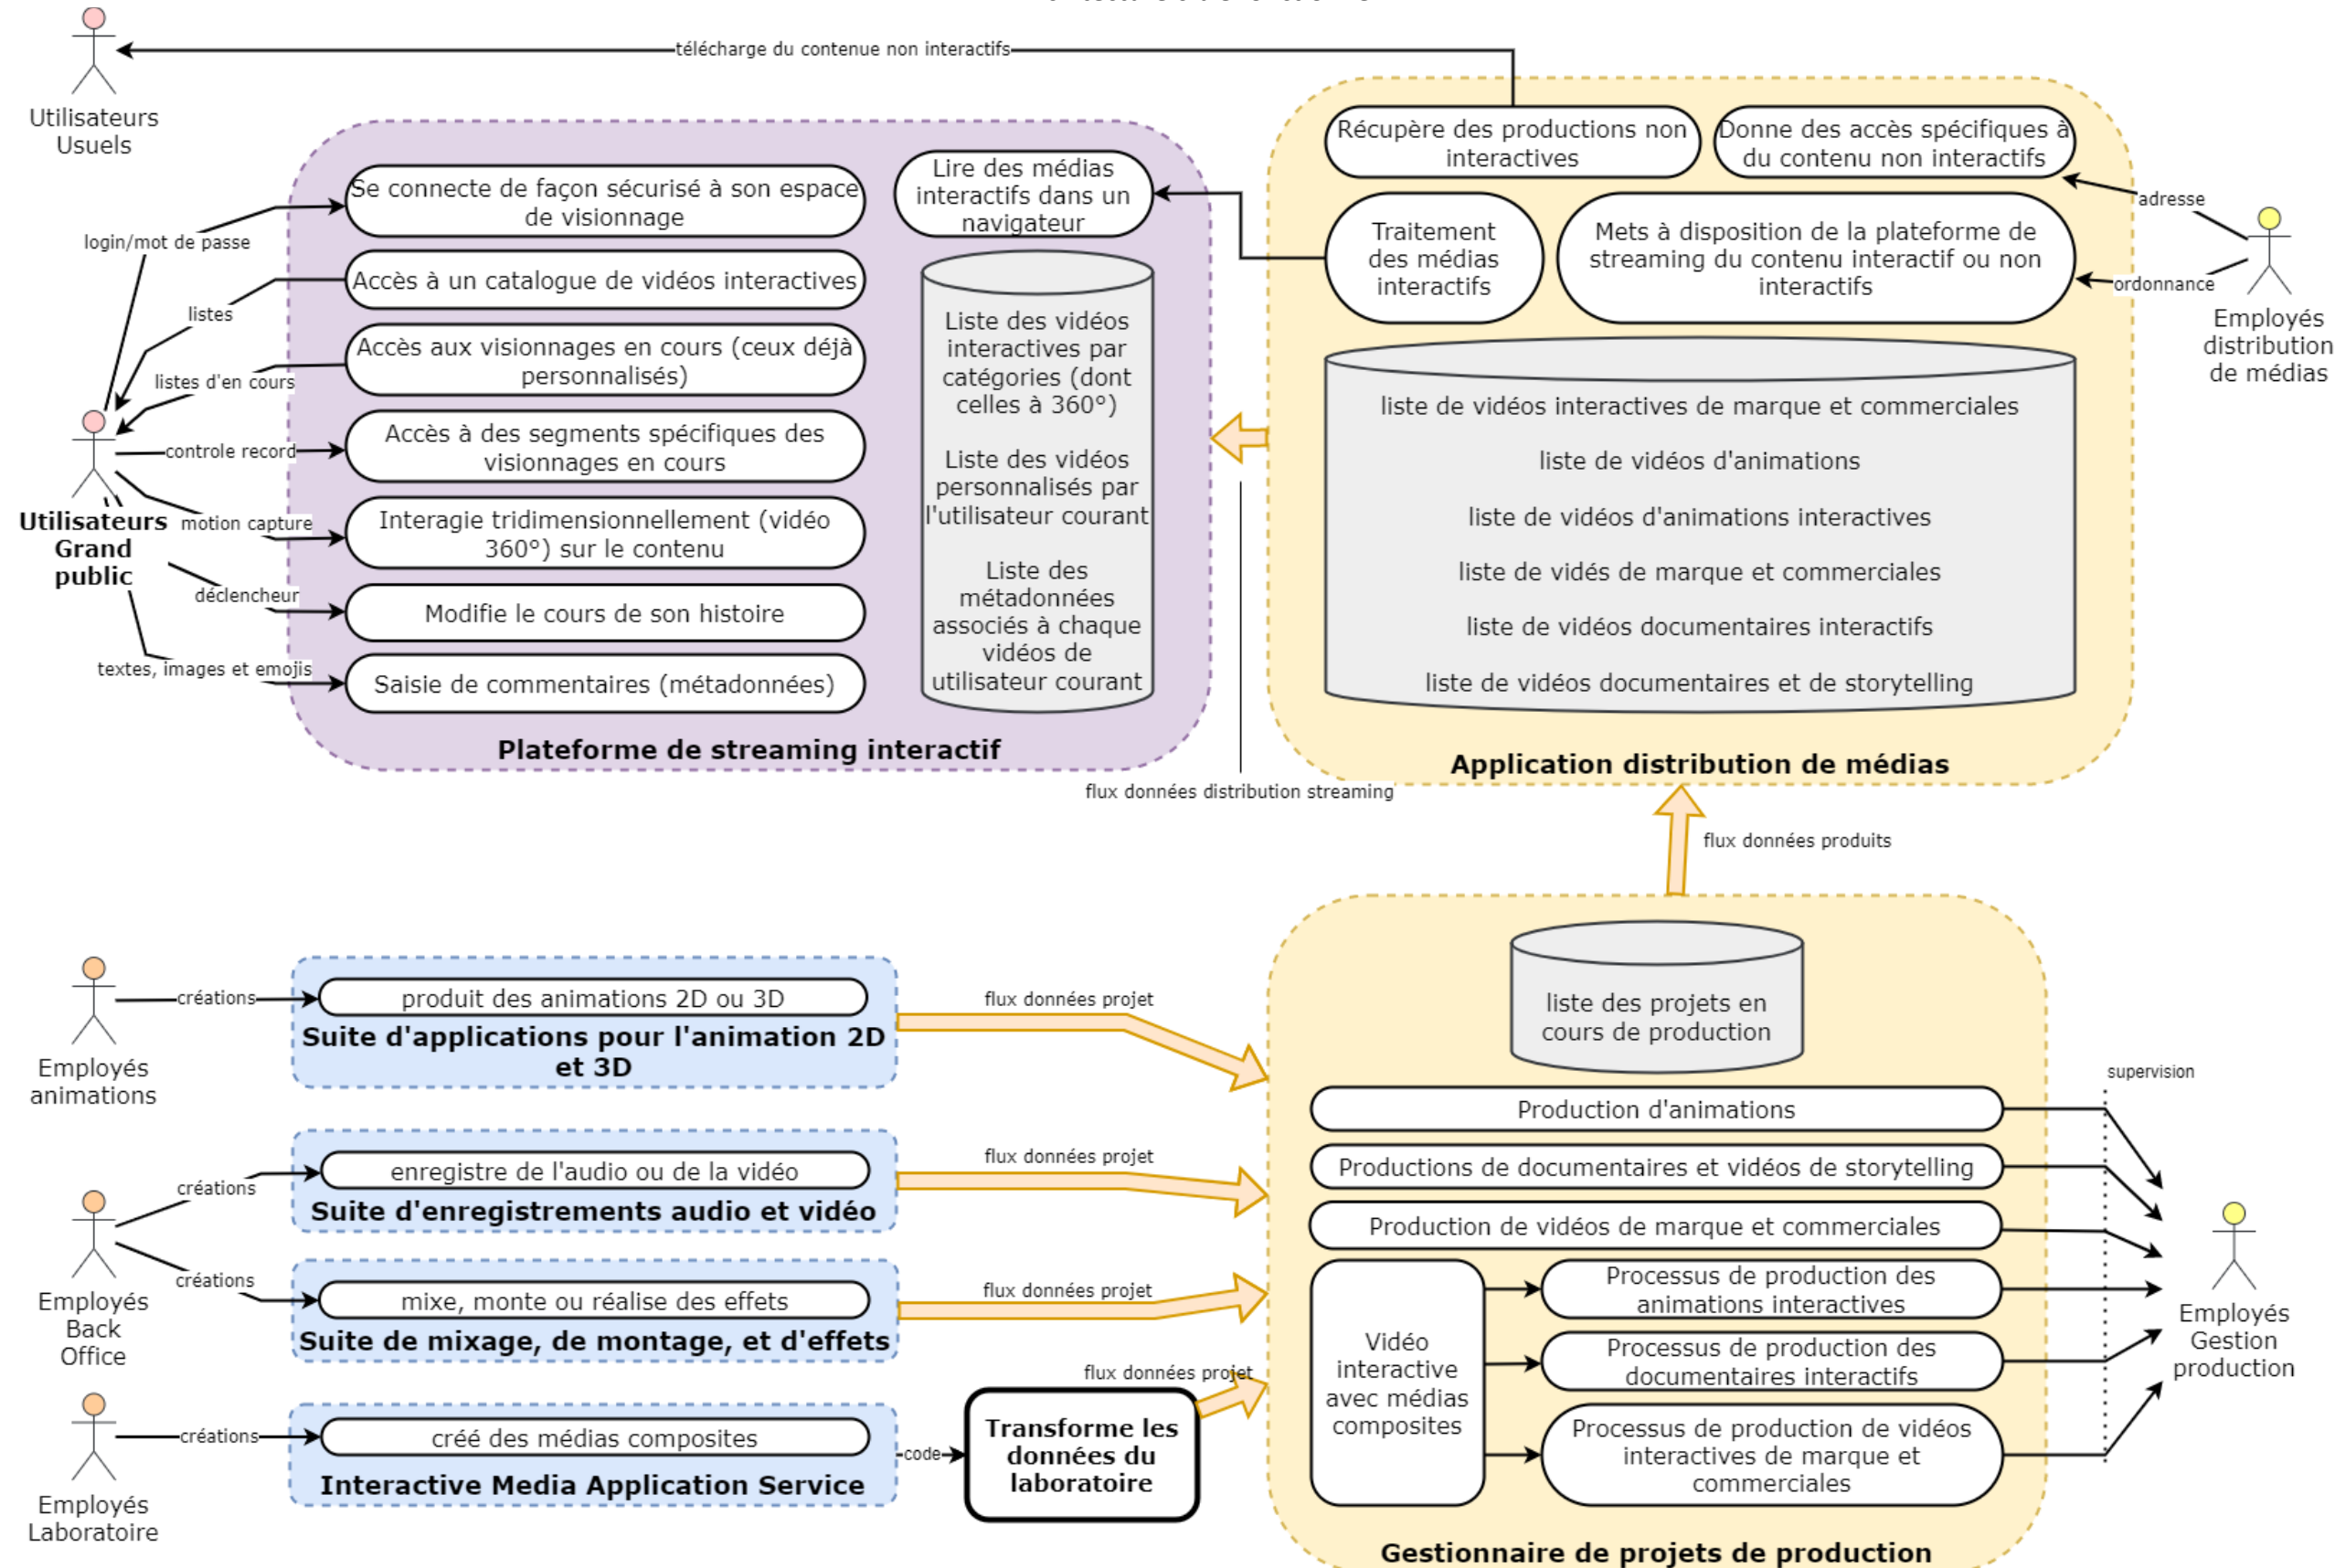 télécharge du contenue non interactifs
Utilisateurs
Usuels
Se connecte de façon sécurisé à son espace
de visionnage
login/mot de passe
Accès à un catalogue de vidéos interactives
listes
Accès aux visionnages en cours (ceux déjà
personnalisés)
listes d'en cours
Accès à des segments spécifiques des
visionnages en cours
controle record
Utilisateurs
Grand
public
motion capture
Interagie tridimensionnellement (vidéo
360°) sur le contenu
déclencheur
Modifie le cours de son histoire
textes, images et emojis
Saisie de commentaires (métadonnées)
Lire des médias
interactifs dans un
navigateur
Liste des vidéos
interactives par
catégories (dont
celles à 360°)
Liste des vidéos
personnalisés par
l'utilisateur courant
Liste des
métadonnées
associés à chaque
vidéos de
utilisateur courant
Plateforme de streaming interactif
Récupère des productions non
interactives
Donne des accès spécifiques à
du contenu non interactifs
Traitement
des médias
interactifs
Mets à disposition de la plateforme de
streaming du contenu interactif ou non
interactifs
adresse
ordonnance
Employés
distribution
de médias
liste de vidéos interactives de marque et commerciales
liste de vidéos d'animations
liste de vidéos d'animations interactives
liste de vidés de marque et commerciales
liste de vidéos documentaires interactifs
liste de vidéos documentaires et de storytelling
Application distribution de médias
flux données distribution streaming
flux données produits
Employés
animations
créations
produit des animations 2D ou 3D
Suite d'applications pour l'animation 2D
et 3D
flux données projet
Employés
Back
Office
créations
enregistre de l'audio ou de la vidéo
Suite d'enregistrements audio et vidéo
flux données projet
créations
mixe, monte ou réalise des effets
Suite de mixage, de montage, et d'effets
flux données projet
Employés
Laboratoire
créations
créé des médias composites
Interactive Media Application Service
code
Transforme les
données du
laboratoire
flux données projet
liste des projets en
cours de production
Production d'animations
Productions de documentaires et vidéos de storytelling
Production de vidéos de marque et commerciales
Vidéo
interactive
avec médias
composites
Processus de production des
animations interactives
Processus de production des
documentaires interactifs
Processus de production de vidéos
interactives de marque et
commerciales
Gestionnaire de projets de production
supervision
Employés
Gestion
production